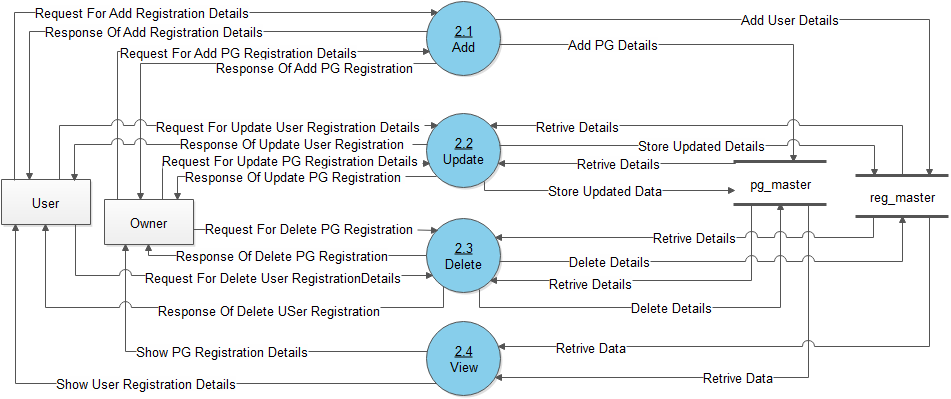 Request For Add Registration Details
Response Of Add Registration Details
Request For Add PG Registration Details
Response Of Add PG Registration
2.1
Add
Add User Details
Add PG Details
Request For Update User Registration Details
Response Of Update User Registration
Request For Update PG Registration Details
Response Of Update PG Registration
2.2
Update
Retrive Details
Store Updated Details
Retrive Details
Store Updated Data
User
Owner
pg_master
reg_master
Request For Delete PG Registration
Response Of Delete PG Registration
Request For Delete User RegistrationDetails
Response Of Delete USer Registration
2.3
Delete
Retrive Details
Delete Details
Retrive Details
Delete Details
Show PG Registration Details
Show User Registration Details
2.4
View
Retrive Data
Retrive Data